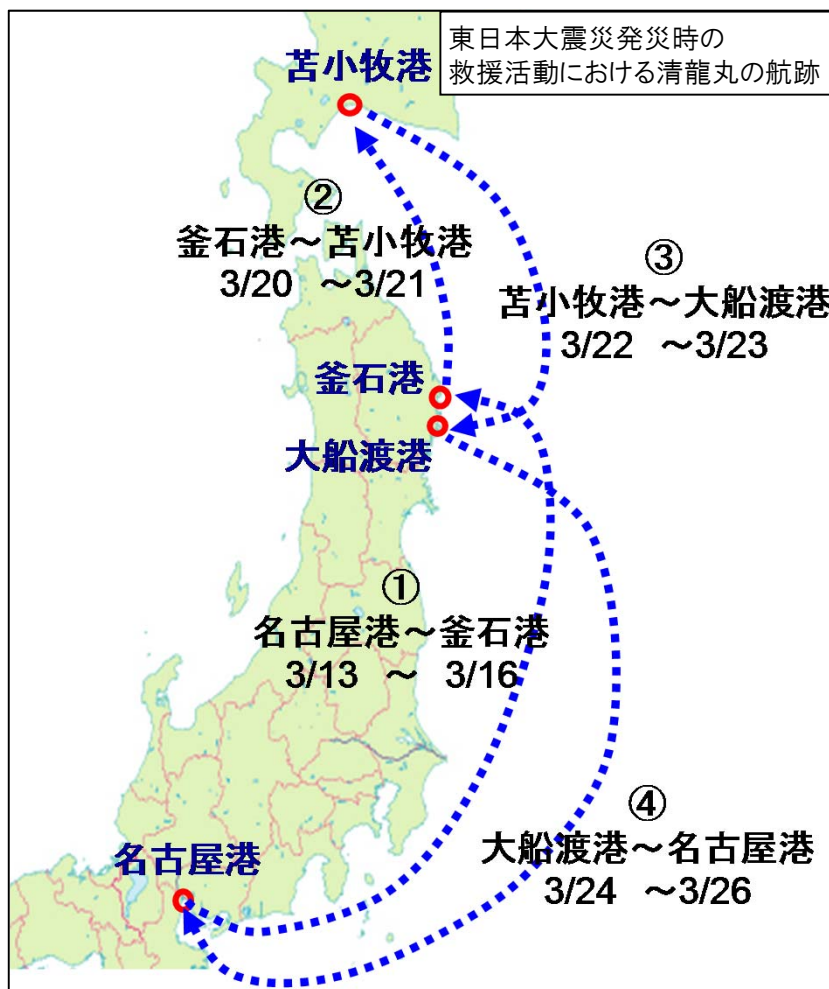 東日本大震災発災時の
救援活動における清龍丸の航跡
苫小牧港
②
釜石港～苫小牧港
3/20 ～3/21
③
苫小牧港～大船渡港
3/22 ～3/23
釜石港
大船渡港
①
名古屋港～釜石港
3/13 ～ 3/16
④
大船渡港～名古屋港
3/24 ～3/26
名古屋港